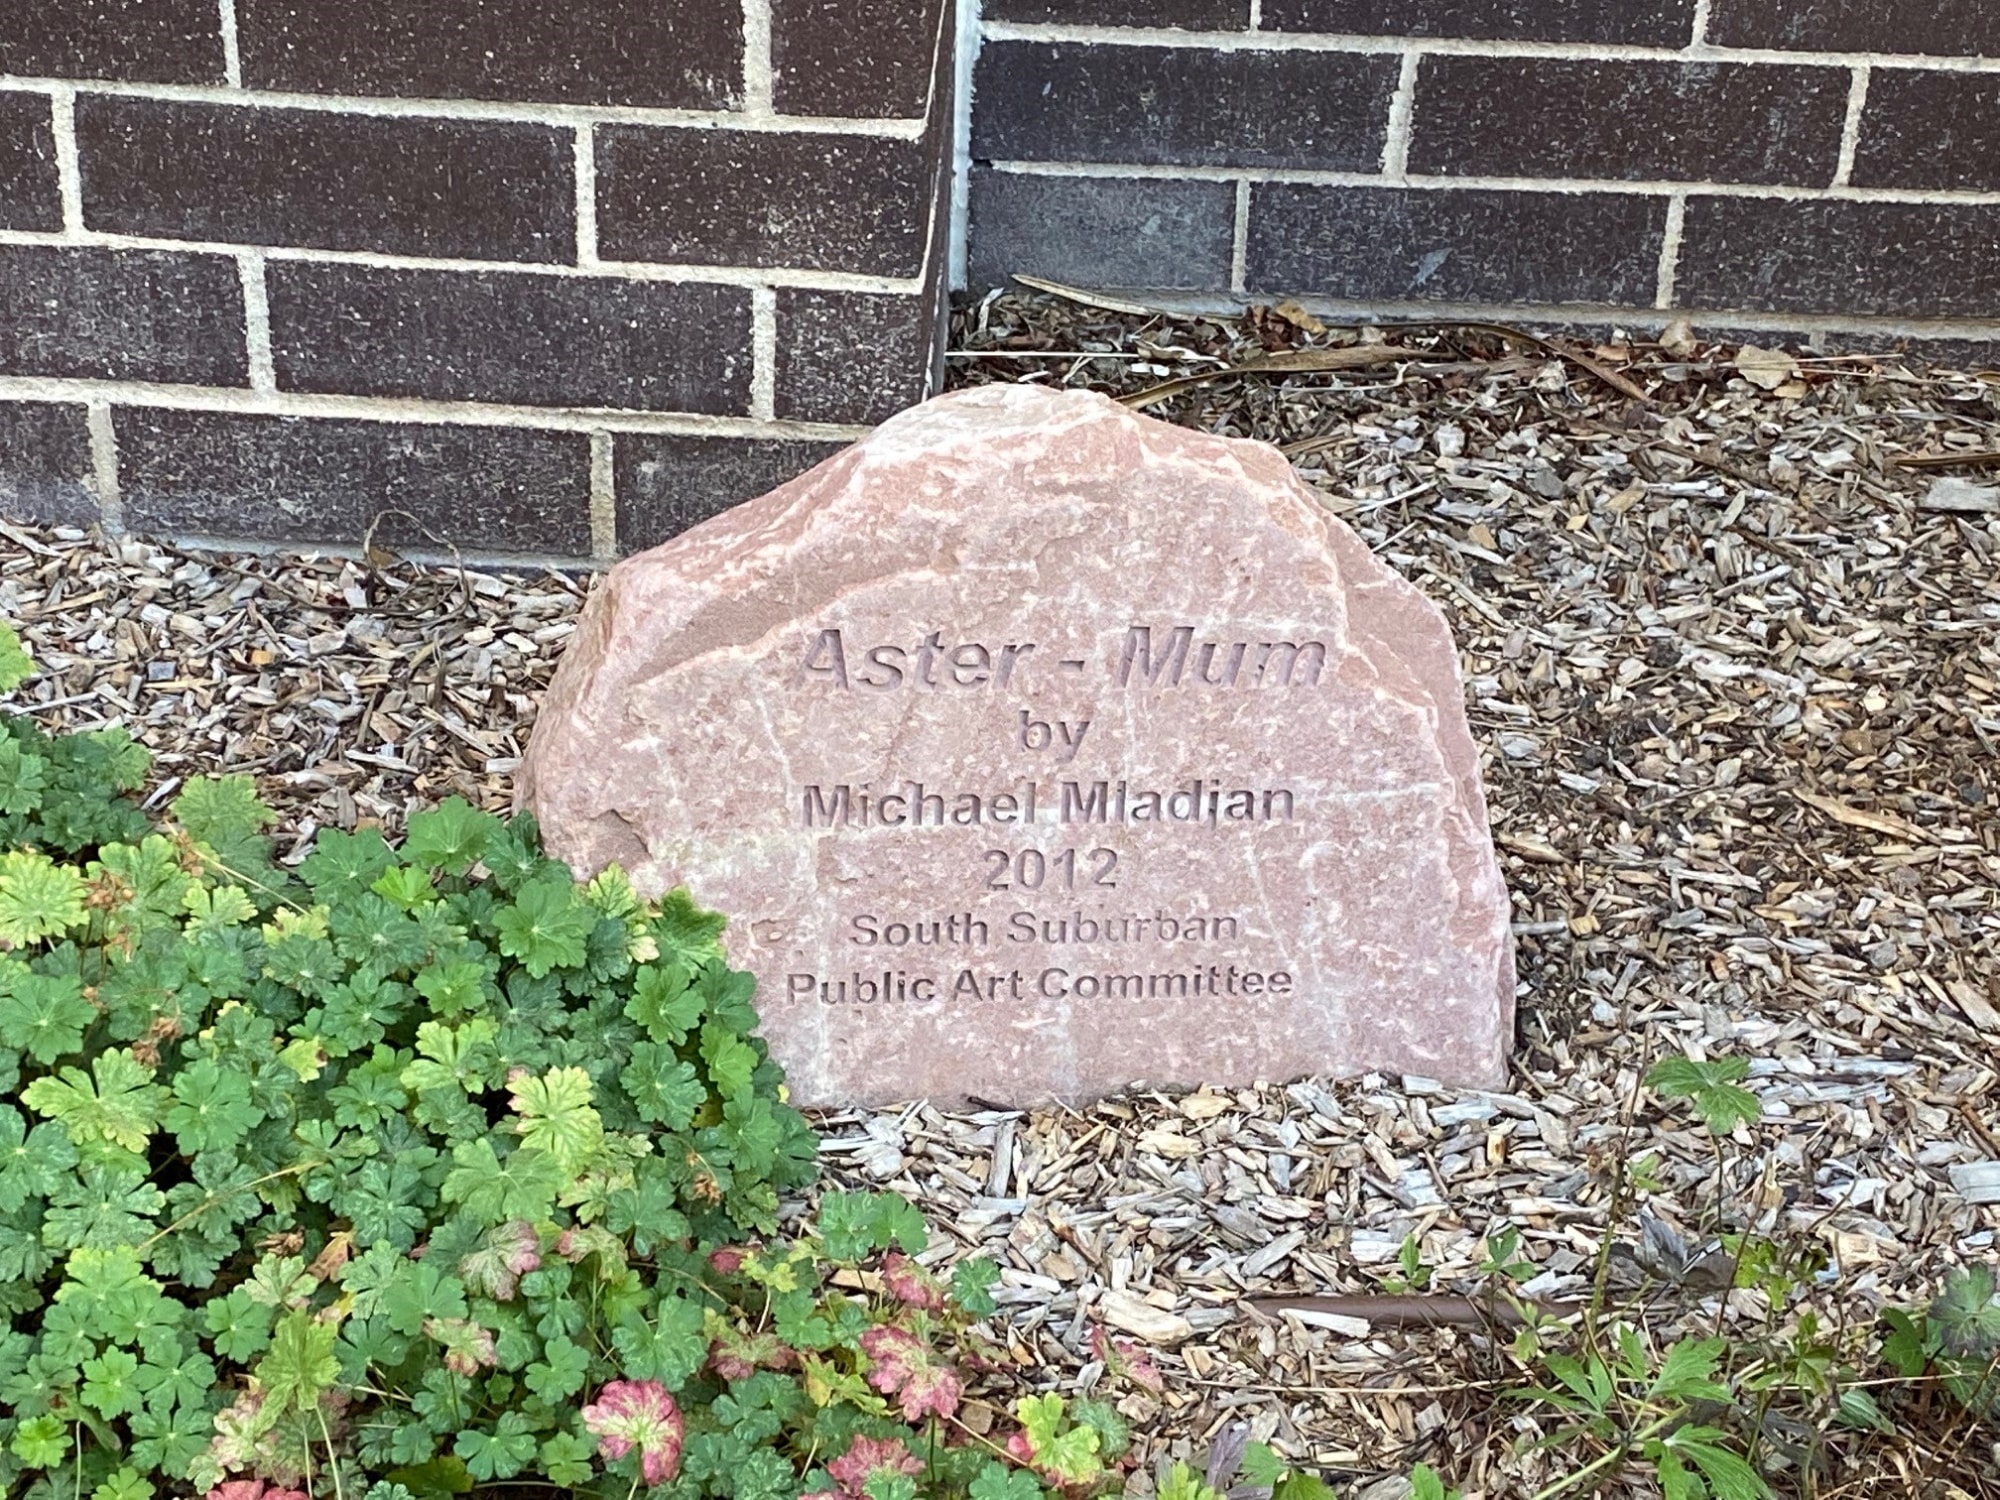 Aster - Mum
by
Michael Mladjan
2012
South Suburban
Public Art Committee